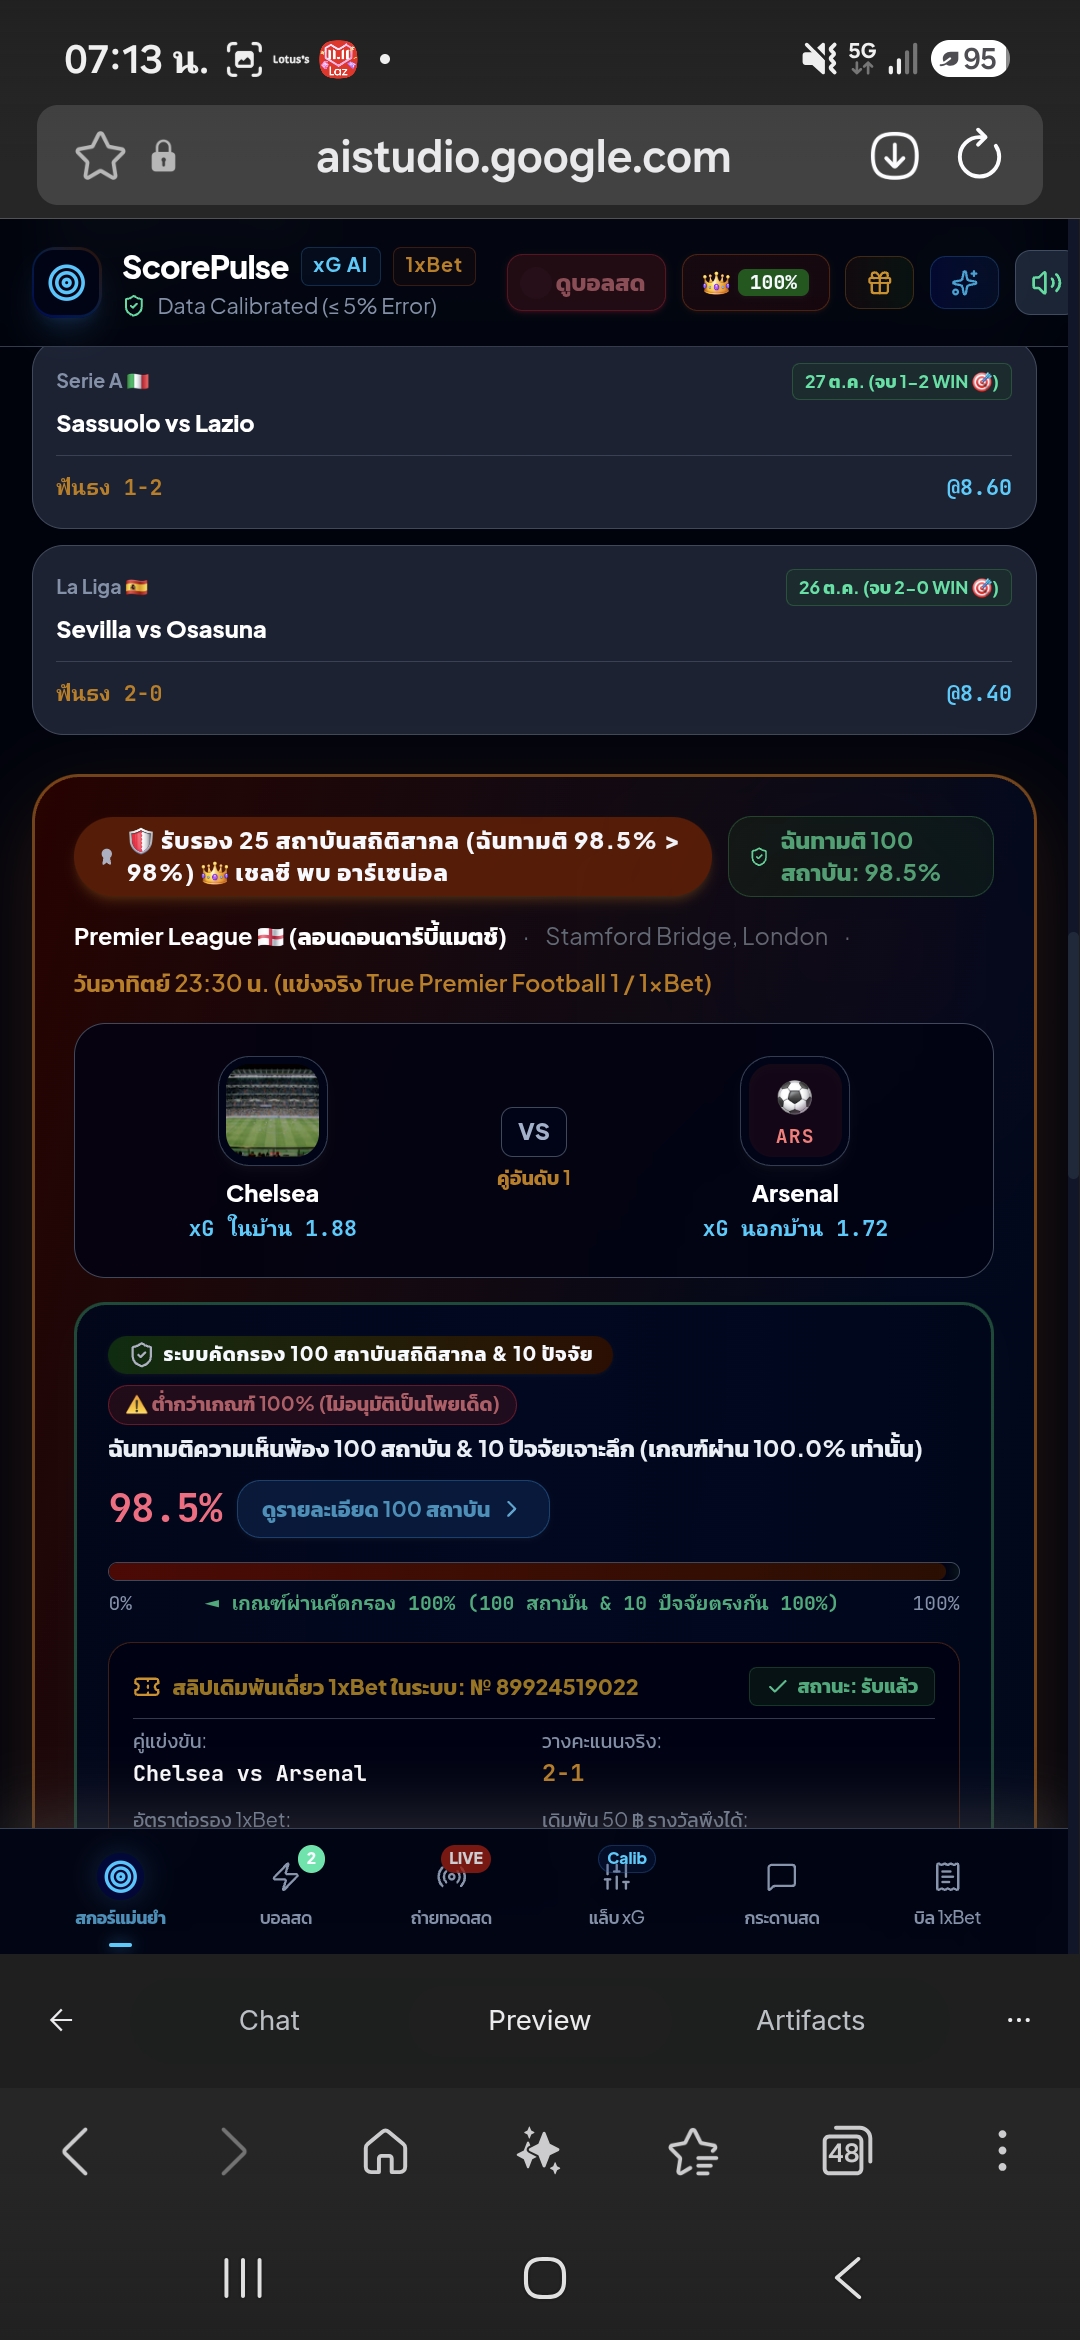 07:13 น.
Lotus's
11.11
Laz
5G
95
aistudio.google.com
ScorePulse
xG AI
1xBet
Data Calibrated (≤ 5% Error)
ดูบอลสด
👑 100%
Serie A 🇮🇹
27 ต.ค. (จบ 1-2 WIN 🎯)
Sassuolo vs Lazio
ฟันธง 1-2
@8.60
La Liga 🇪🇸
26 ต.ค. (จบ 2-0 WIN 🎯)
Sevilla vs Osasuna
ฟันธง 2-0
@8.40
🛡️ รับรอง 25 สถาบันสถิติสากล (ฉันทามติ 98.5% >
98%) 👑 เชลซี พบ อาร์เซน่อล
ฉันทามติ 100
สถาบัน: 98.5%
Premier League 🏴󠁧󠁢󠁥󠁮󠁧󠁿 (ลอนดอนดาร์บี้แมตช์) · Stamford Bridge, London ·
วันอาทิตย์ 23:30 น. (แข่งจริง True Premier Football 1 / 1xBet)
ARS
VS
คู่อันดับ 1
Chelsea
Arsenal
xG ในบ้าน 1.88
xG นอกบ้าน 1.72
ระบบคัดกรอง 100 สถาบันสถิติสากล & 10 ปัจจัย
⚠️ ต่ำกว่าเกณฑ์ 100% (ไม่อนุมัติเป็นโพยเด็ด)
ฉันทามติความเห็นพ้อง 100 สถาบัน & 10 ปัจจัยเจาะลึก (เกณฑ์ผ่าน 100.0% เท่านั้น)
98.5%
ดูรายละเอียด 100 สถาบัน
0%
◄ เกณฑ์ผ่านคัดกรอง 100% (100 สถาบัน & 10 ปัจจัยตรงกัน 100%)
100%
สลิปเดิมพันเดี่ยว 1xBet ในระบบ: № 89924519022
สถานะ: รับแล้ว
คู่แข่งขัน:
วางคะแนนจริง:
Chelsea vs Arsenal
2-1
อัตราต่อรอง 1xBet:
เดิมพัน 50 ฿ รางวัลพึงได้:
2
LIVE
Calib
สกอร์แม่นยำ
บอลสด
ถ่ายทอดสด
แล็บ xG
กระดานสด
บิล 1xBet
Chat
Preview
Artifacts
48